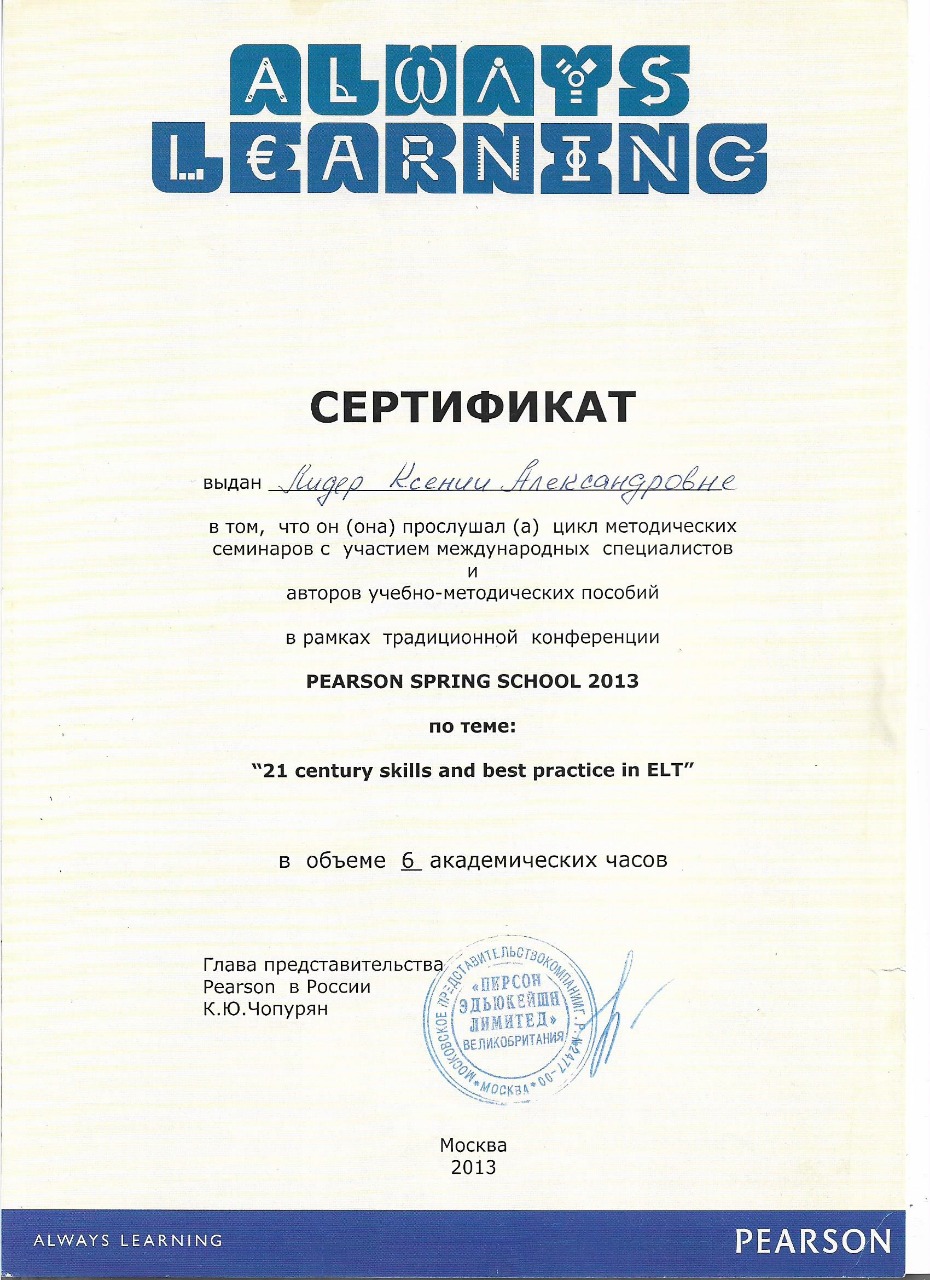 ALWAYS
LEARNING
СЕРТИФИКАТ
выдан Лидер Ксении Александровне
в том, что он (она) прослушал (а) цикл методических
семинаров с участием международных специалистов
и
авторов учебно-методических пособий
в рамках традиционной конференции
PEARSON SPRING SCHOOL 2013
по теме:
“21 century skills and best practice in ELT”
в объеме 6 академических часов
Глава представительства
Pearson в России
К.Ю.Чопурян
МОСКОВСКОЕ ПРЕДСТАВИТЕЛЬСТВО КОМПАНИИ Г.Р.№2477-00
*МОСКВА*
«ПИРСОН
ЭДЬЮКЕЙШН
ЛИМИТЕД»
ВЕЛИКОБРИТАНИЯ
Москва
2013
ALWAYS LEARNING
PEARSON